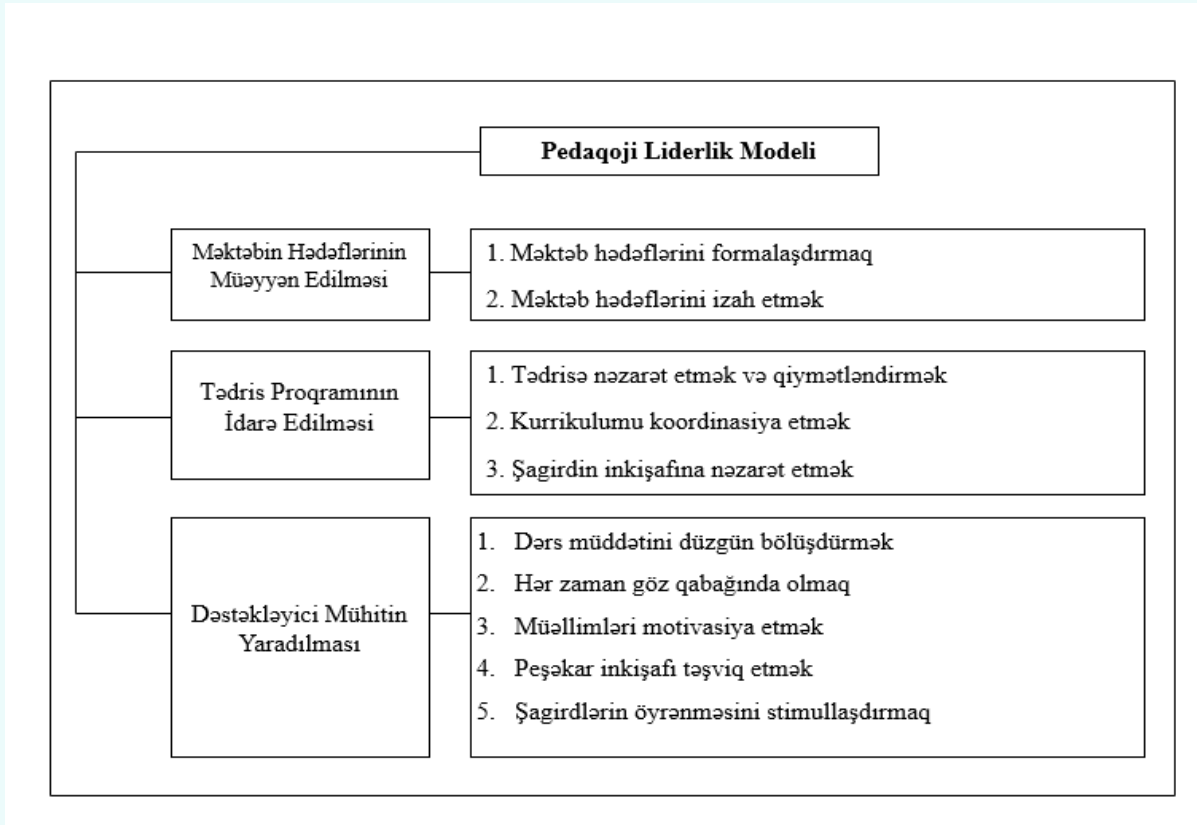 Pedaqoji Liderlik Modeli
Məktəbin Hədəflərinin
Müəyyən Edilməsi
1. Məktəb hədəflərini formalaşdırmaq
2. Məktəb hədəflərini izah etmək
Tədris Proqramının
İdarə Edilməsi
1. Tədrisə nəzarət etmək və qiymətləndirmək
2. Kurrikulumu koordinasiya etmək
3. Şagirdin inkişafına nəzarət etmək
Dəstəkləyici Mühitin
Yaradılması
1. Dərs müddətini düzgün bölüşdürmək
2. Hər zaman göz qabağında olmaq
3. Müəllimləri motivasiya etmək
4. Peşəkar inkişafı təşviq etmək
5. Şagirdlərin öyrənməsini stimullaşdırmaq